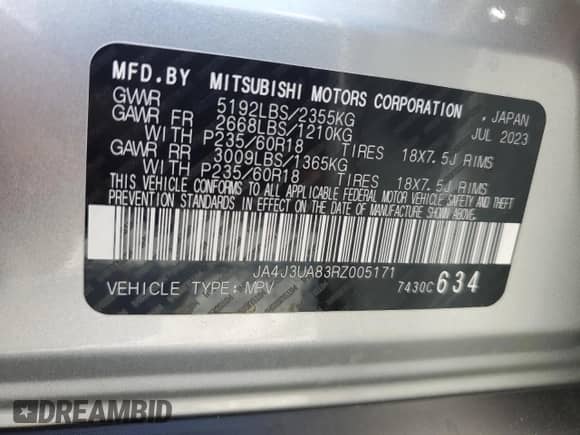 MFD.BY MITSUBISHI MOTORS CORPORATION , JAPAN
GVWR 5192LBS/2355KG JUL 2023
GAWR FR 2668LBS/1210KG
WITH P235/60R18 TIRES 18X7.5J RIMS
GAWR RR 3009LBS/1365KG
WITH P235/60R18 TIRES 18X7.5J RIMS
THIS VEHICLE CONFORMS TO ALL APPLICABLE FEDERAL MOTOR VEHICLE SAFETY AND THEFT
PREVENTION STANDARDS IN EFFECT ON THE DATE OF MANUFACTURE SHOWN ABOVE.
JA4J3UA83RZ005171
VEHICLE TYPE: MPV 7430C634
DREAMBID